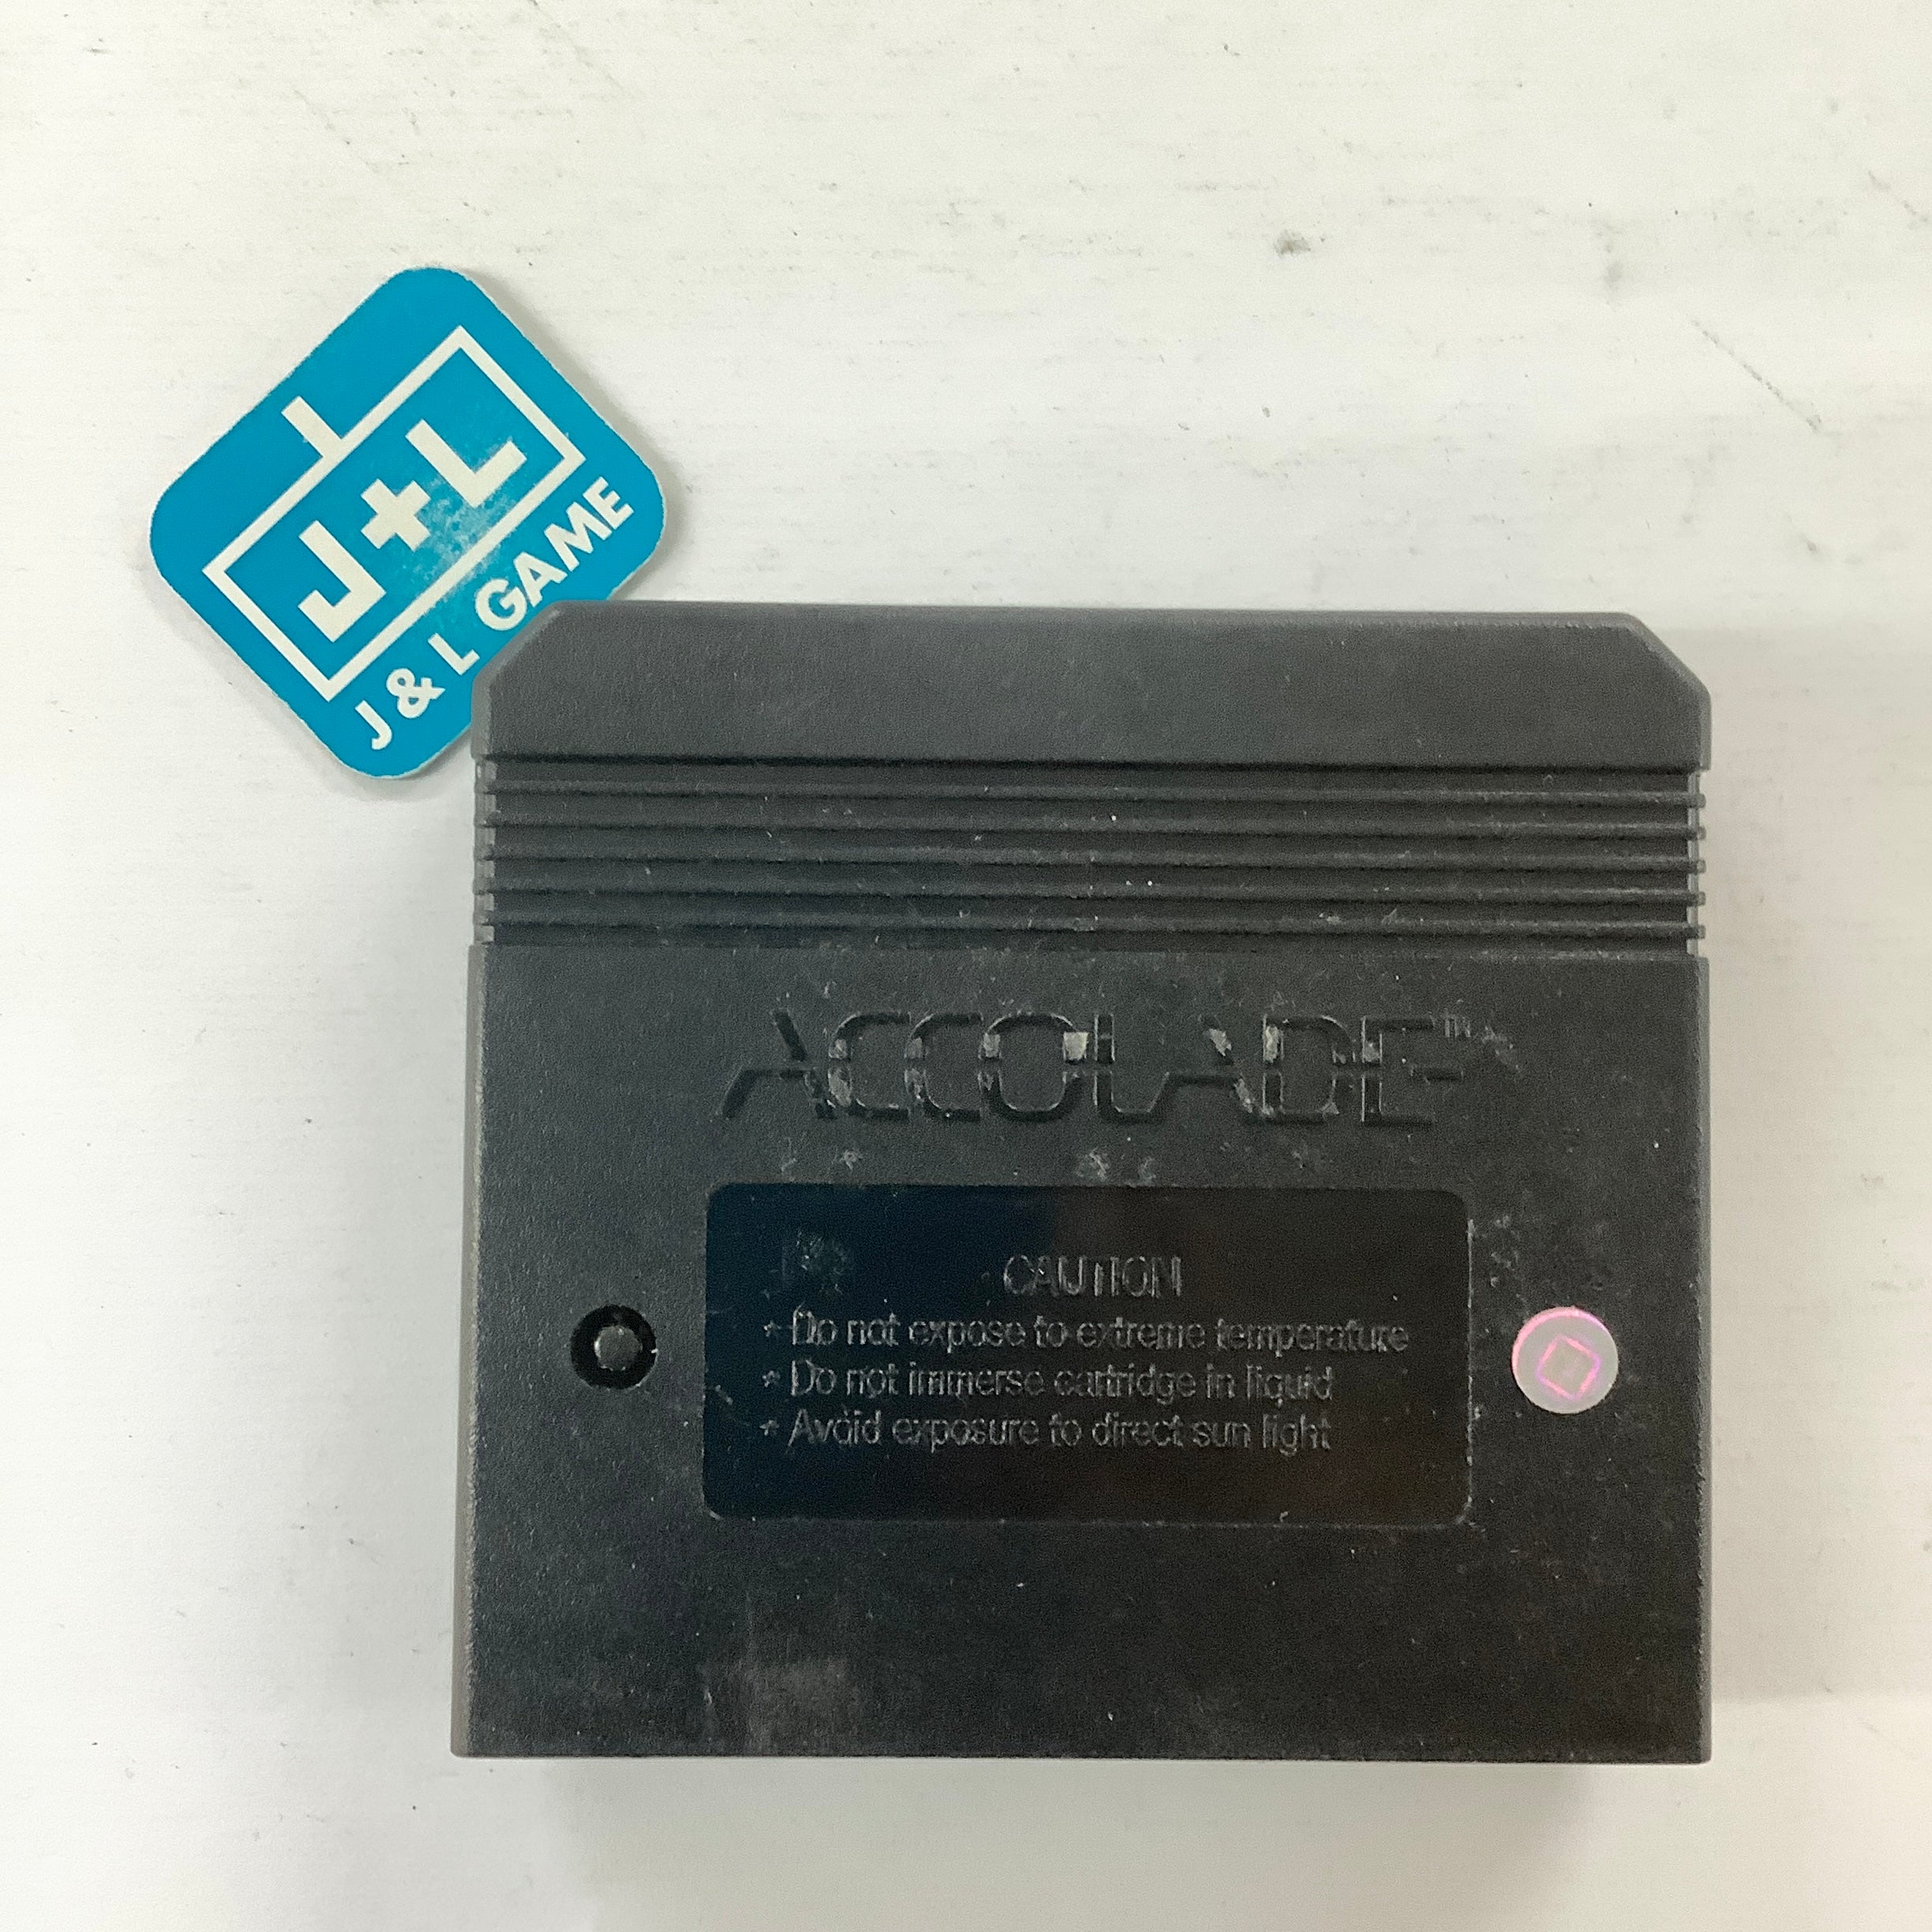 J+L
J & L GAME
ACCOLADE™
CAUTION
* Do not expose to extreme temperature
* Do not immerse cartridge in liquid
* Avoid exposure to direct sun light